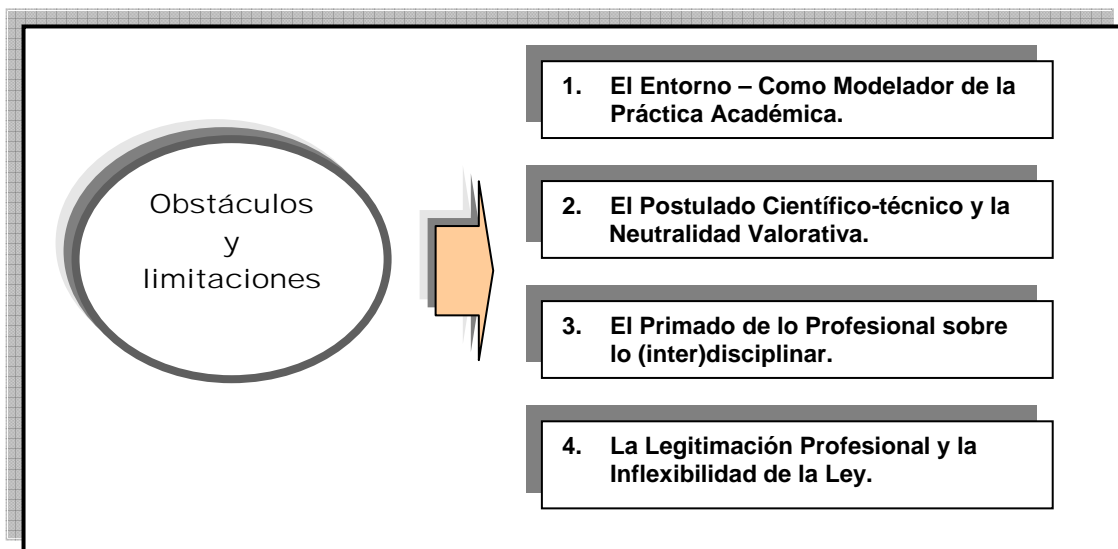 Obstáculos
y
limitaciones
1. El Entorno – Como Modelador de la
Práctica Académica.
2. El Postulado Científico-técnico y la
Neutralidad Valorativa.
3. El Primado de lo Profesional sobre
lo (inter)disciplinar.
4. La Legitimación Profesional y la
Inflexibilidad de la Ley.